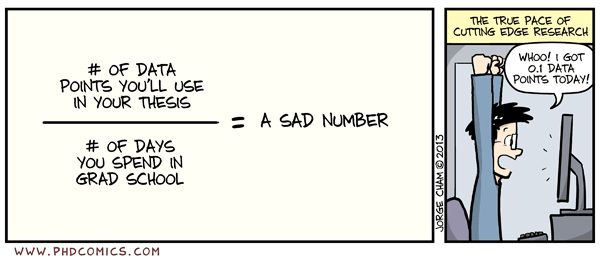 # OF DATA
POINTS YOU'LL USE
IN YOUR THESIS
# OF DAYS
YOU SPEND IN
GRAD SCHOOL
= A SAD NUMBER
THE TRUE PACE OF
CUTTING EDGE RESEARCH
WHOO! I GOT
0.1 DATA
POINTS TODAY!
JORGE CHAM © 2013
WWW.PHDCOMICS.COM